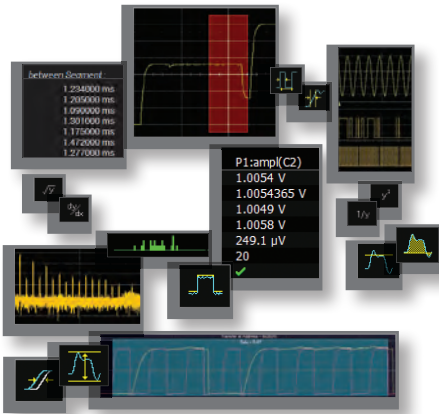 between Segment :
1.234000 ms
1.205000 ms
1.090000 ms
1.301000 ms
1.175000 ms
1.472000 ms
1.277000 ms
P1:ampl(C2)
1.0054 V
1.0054365 V
1.0049 V
1.0058 V
249.1 µV
20
√y
dy/dx
y²
1/y